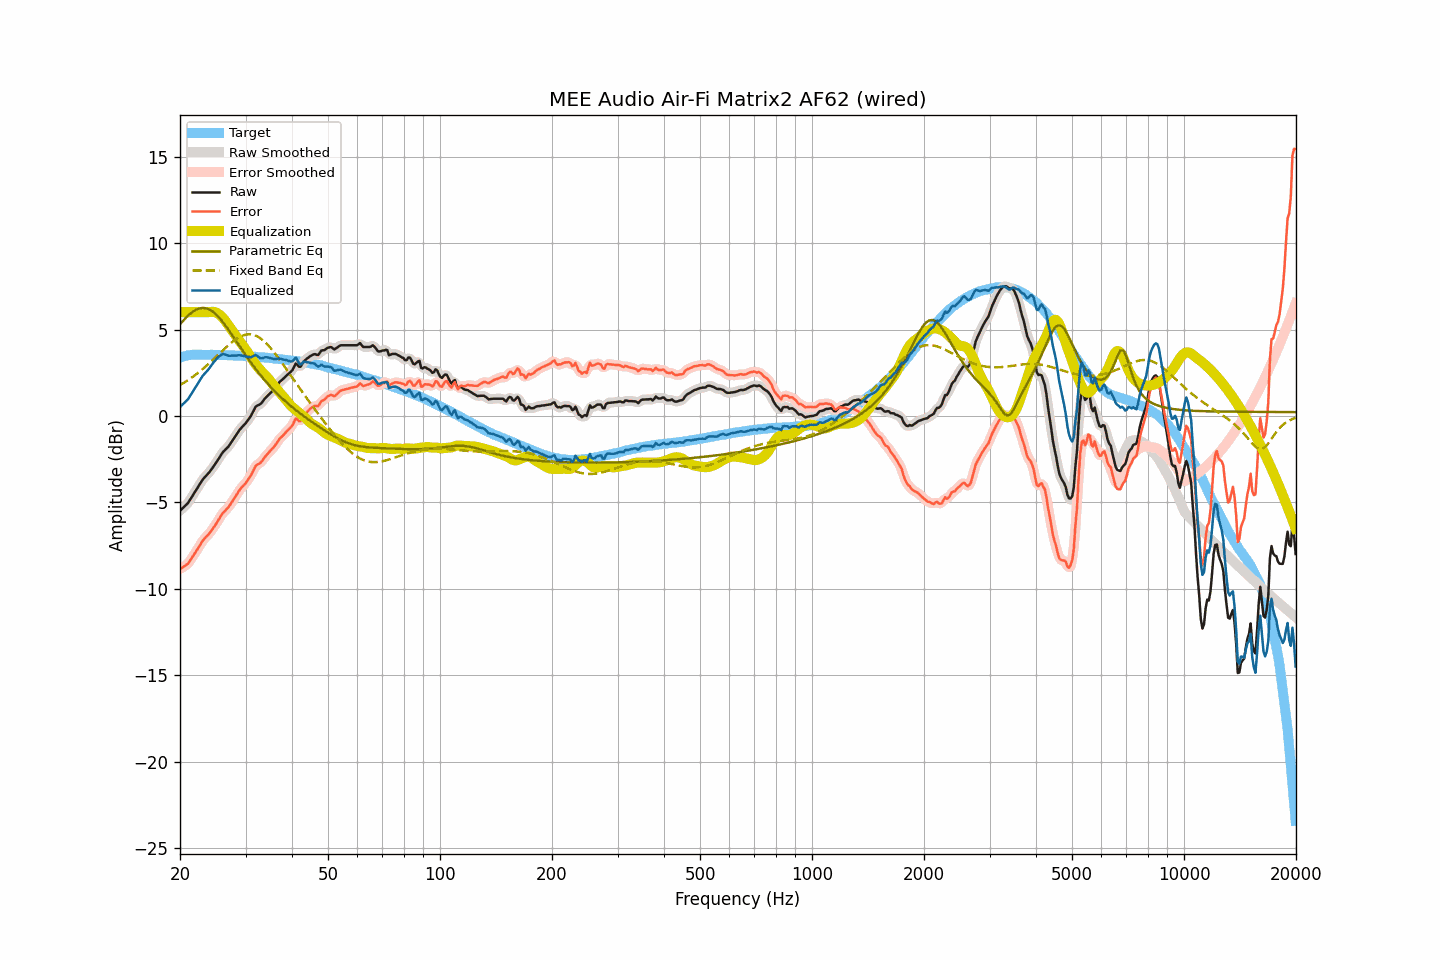 MEE Audio Air-Fi Matrix2 AF62 (wired)
Target
Raw Smoothed
Error Smoothed
Raw
Error
Equalization
Parametric Eq
Fixed Band Eq
Equalized
Amplitude (dBr)
15
10
5
0
−5
−10
−15
−20
−25
20 50 100 200 500 1000 2000 5000 10000 20000
Frequency (Hz)